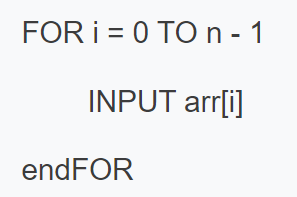 FOR i = 0 TO n - 1
INPUT arr[i]
endFOR